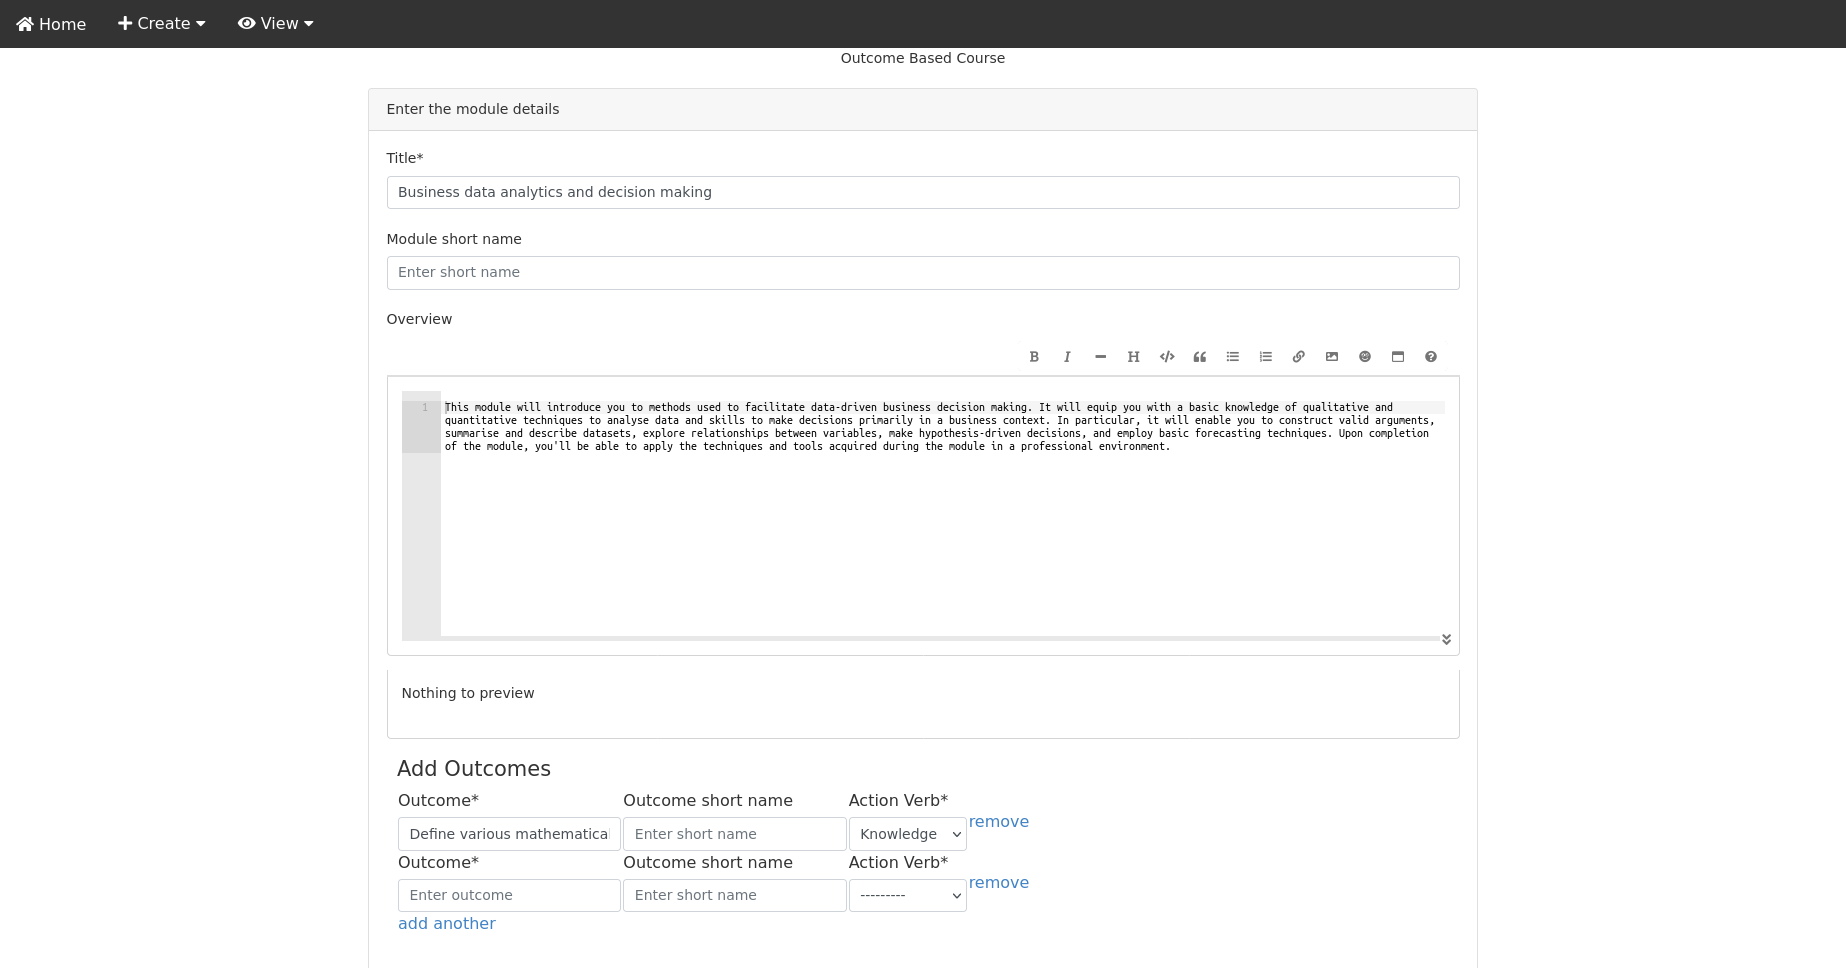 Home Create View
Outcome Based Course
Enter the module details
Title*
Business data analytics and decision making
Module short name
Enter short name
Overview
B I H
1 This module will introduce you to methods used to facilitate data-driven business decision making. It will equip you with a basic knowledge of qualitative and
quantitative techniques to analyse data and skills to make decisions primarily in a business context. In particular, it will enable you to construct valid arguments,
summarise and describe datasets, explore relationships between variables, make hypothesis-driven decisions, and employ basic forecasting techniques. Upon completion
of the module, you'll be able to apply the techniques and tools acquired during the module in a professional environment.
Nothing to preview
Add Outcomes
Outcome* Outcome short name Action Verb*
Define various mathematica Enter short name Knowledge remove
Outcome* Outcome short name Action Verb*
Enter outcome Enter short name --------- remove
add another